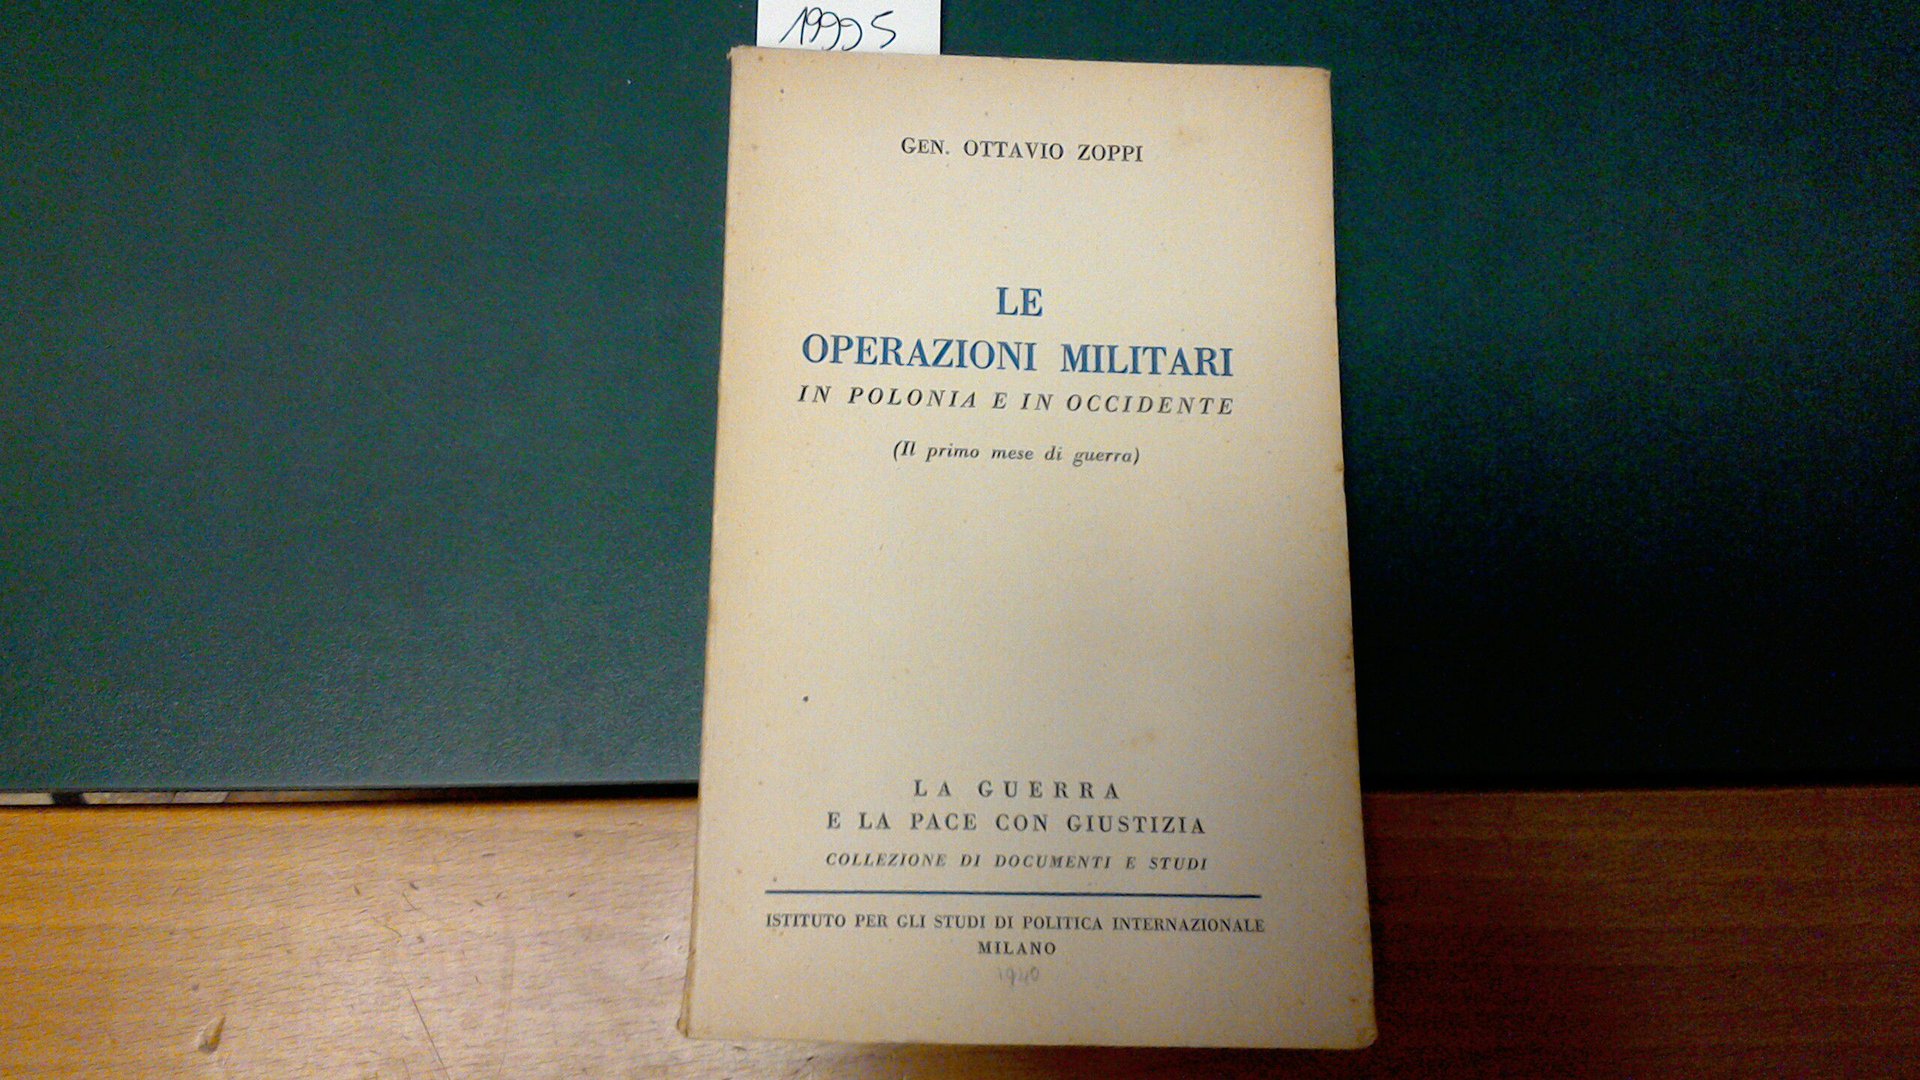 19995
GEN. OTTAVIO ZOPPI
LE
OPERAZIONI MILITARI
IN POLONIA E IN OCCIDENTE
(Il primo mese di guerra)
LA GUERRA
E LA PACE CON GIUSTIZIA
COLLEZIONE DI DOCUMENTI E STUDI
ISTITUTO PER GLI STUDI DI POLITICA INTERNAZIONALE
MILANO
1940